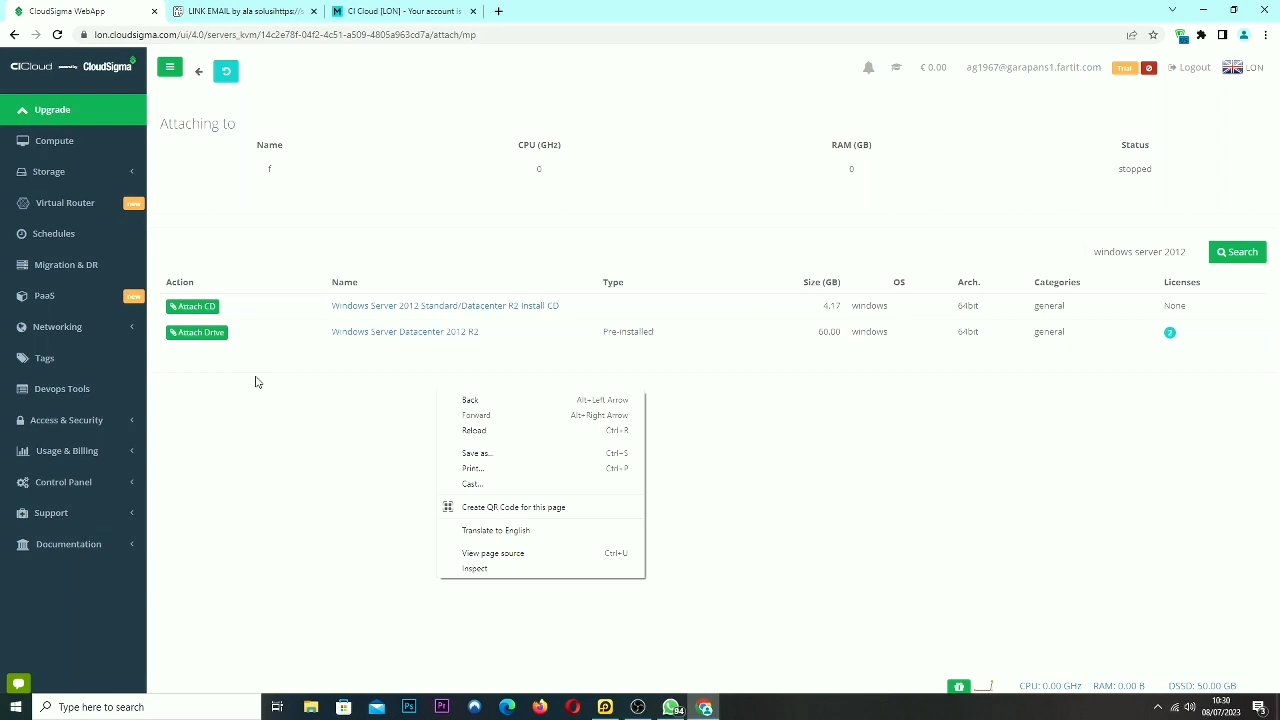 CloudSigma WebApp
LINK EMAIL by ala solusihttps://s
CI Cloud [LON] - Your account is
lon.cloudsigma.com/ui/4.0/servers_kvm/14c2e78f-04f2-4c51-a509-4805a963cd7a/attach/mp
CICloud CloudSigma
€ 0.00
ag1967@garapans1.fartit.com
Trial
Logout
LON
Upgrade
Compute
Storage
Virtual Router new
Schedules
Migration & DR
PaaS new
Networking
Tags
Devops Tools
Access & Security
Usage & Billing
Control Panel
Support
Documentation
Attaching to
Name CPU (GHz) RAM (GB) Status
f 0 0 stopped
windows server 2012 Search
Action Name Type Size (GB) OS Arch. Categories Licenses
Attach CD Windows Server 2012 Standard/Datacenter R2 Install CD 4.17 windows 64bit general None
Attach Drive Windows Server Datacenter 2012 R2 Pre-installed 60.00 windows 64bit general 2
Back Alt+Left Arrow
Forward Alt+Right Arrow
Reload Ctrl+R
Save as... Ctrl+S
Print... Ctrl+P
Cast...
Create QR Code for this page
Translate to English
View page source Ctrl+U
Inspect
CPU: 0.00 GHz RAM: 0.00 B DSSD: 50.00 GB
Type here to search
Ps
Pr
84
10:30
08/07/2023